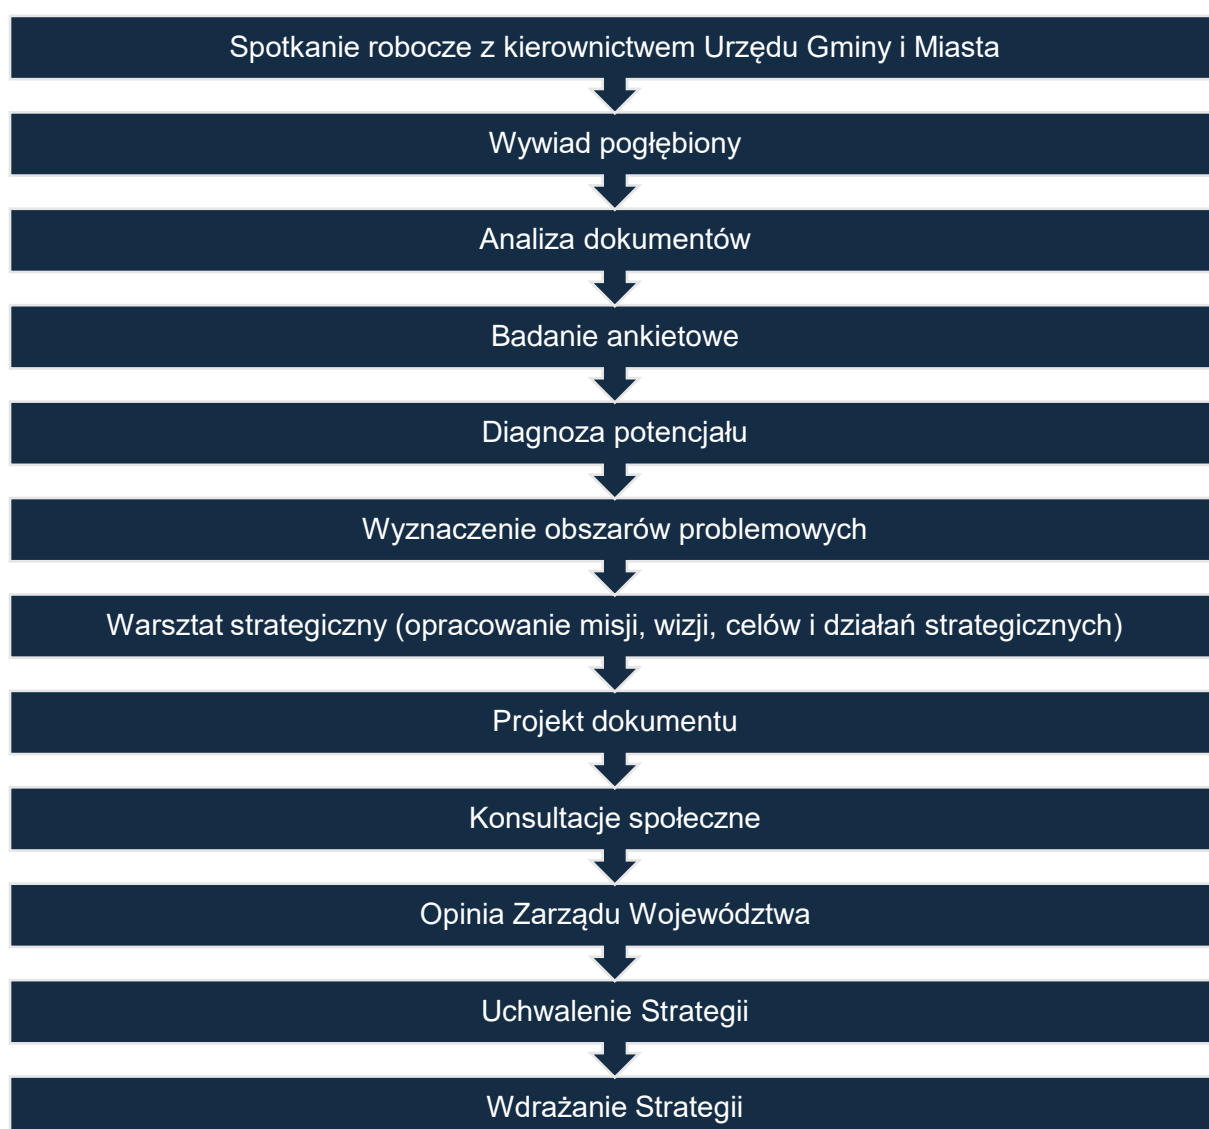 Spotkanie robocze z kierownictwem Urzędu Gminy i Miasta
Wywiad pogłębiony
Analiza dokumentów
Badanie ankietowe
Diagnoza potencjału
Wyznaczenie obszarów problemowych
Warsztat strategiczny (opracowanie misji, wizji, celów i działań strategicznych)
Projekt dokumentu
Konsultacje społeczne
Opinia Zarządu Województwa
Uchwalenie Strategii
Wdrażanie Strategii